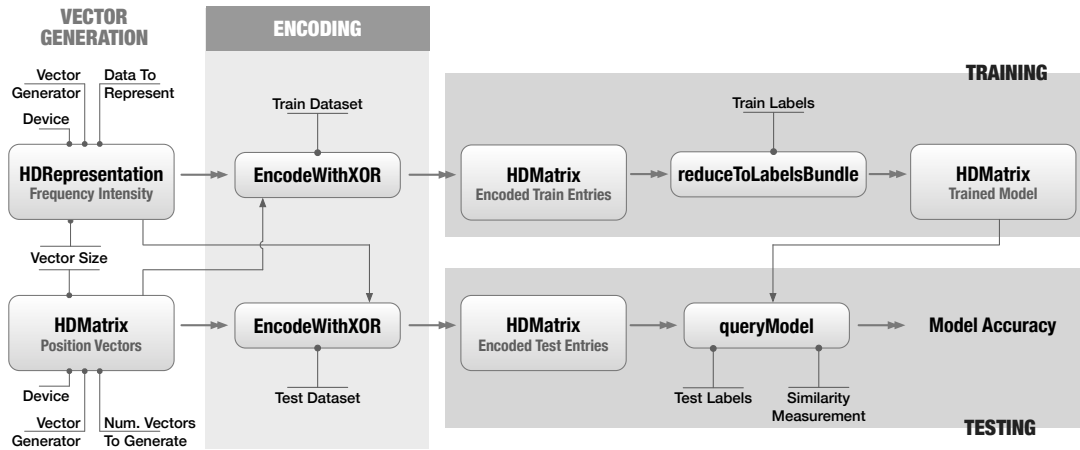 VECTOR
GENERATION
ENCODING
Vector
Generator
Data To
Represent
Device
HDRepresentation
Frequency Intensity
Vector Size
HDMatrix
Position Vectors
Device
Vector
Generator
Num. Vectors
To Generate
Train Dataset
EncodeWithXOR
EncodeWithXOR
Test Dataset
TRAINING
HDMatrix
Encoded Train Entries
Train Labels
reduceToLabelsBundle
HDMatrix
Trained Model
HDMatrix
Encoded Test Entries
queryModel
Test Labels
Similarity
Measurement
Model Accuracy
TESTING